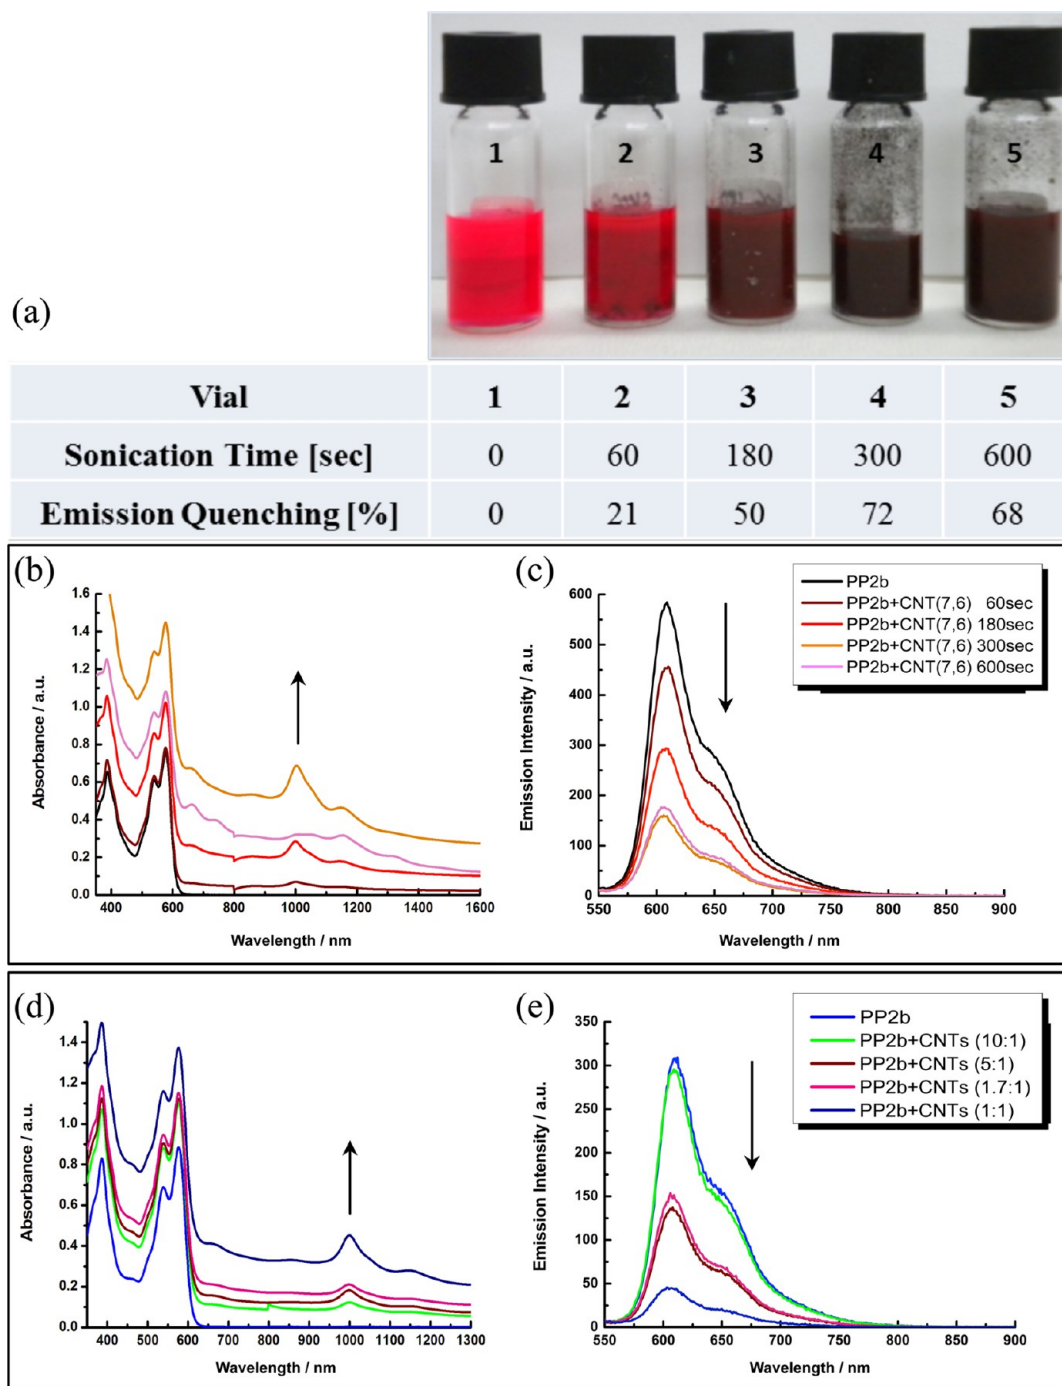 1 2 3 4 5
(a)
Vial 1 2 3 4 5
Sonication Time [sec] 0 60 180 300 600
Emission Quenching [%] 0 21 50 72 68
(b)
1.6
1.4
1.2
1.0
0.8
0.6
0.4
0.2
0.0
Absorbance / a.u.
400 600 800 1000 1200 1400 1600
Wavelength / nm
(c)
PP2b
PP2b+CNT(7,6) 60sec
PP2b+CNT(7,6) 180sec
PP2b+CNT(7,6) 300sec
PP2b+CNT(7,6) 600sec
600
500
400
300
200
100
0
Emission Intensity / a.u.
550 600 650 700 750 800 850 900
Wavelength / nm
(d)
1.4
1.2
1.0
0.8
0.6
0.4
0.2
0.0
Absorbance / a.u.
400 500 600 700 800 900 1000 1100 1200 1300
Wavelength / nm
(e)
PP2b
PP2b+CNTs (10:1)
PP2b+CNTs (5:1)
PP2b+CNTs (1.7:1)
PP2b+CNTs (1:1)
350
300
250
200
150
100
50
0
Emission Intensity / a.u.
550 600 650 700 750 800 850 900
Wavelength / nm